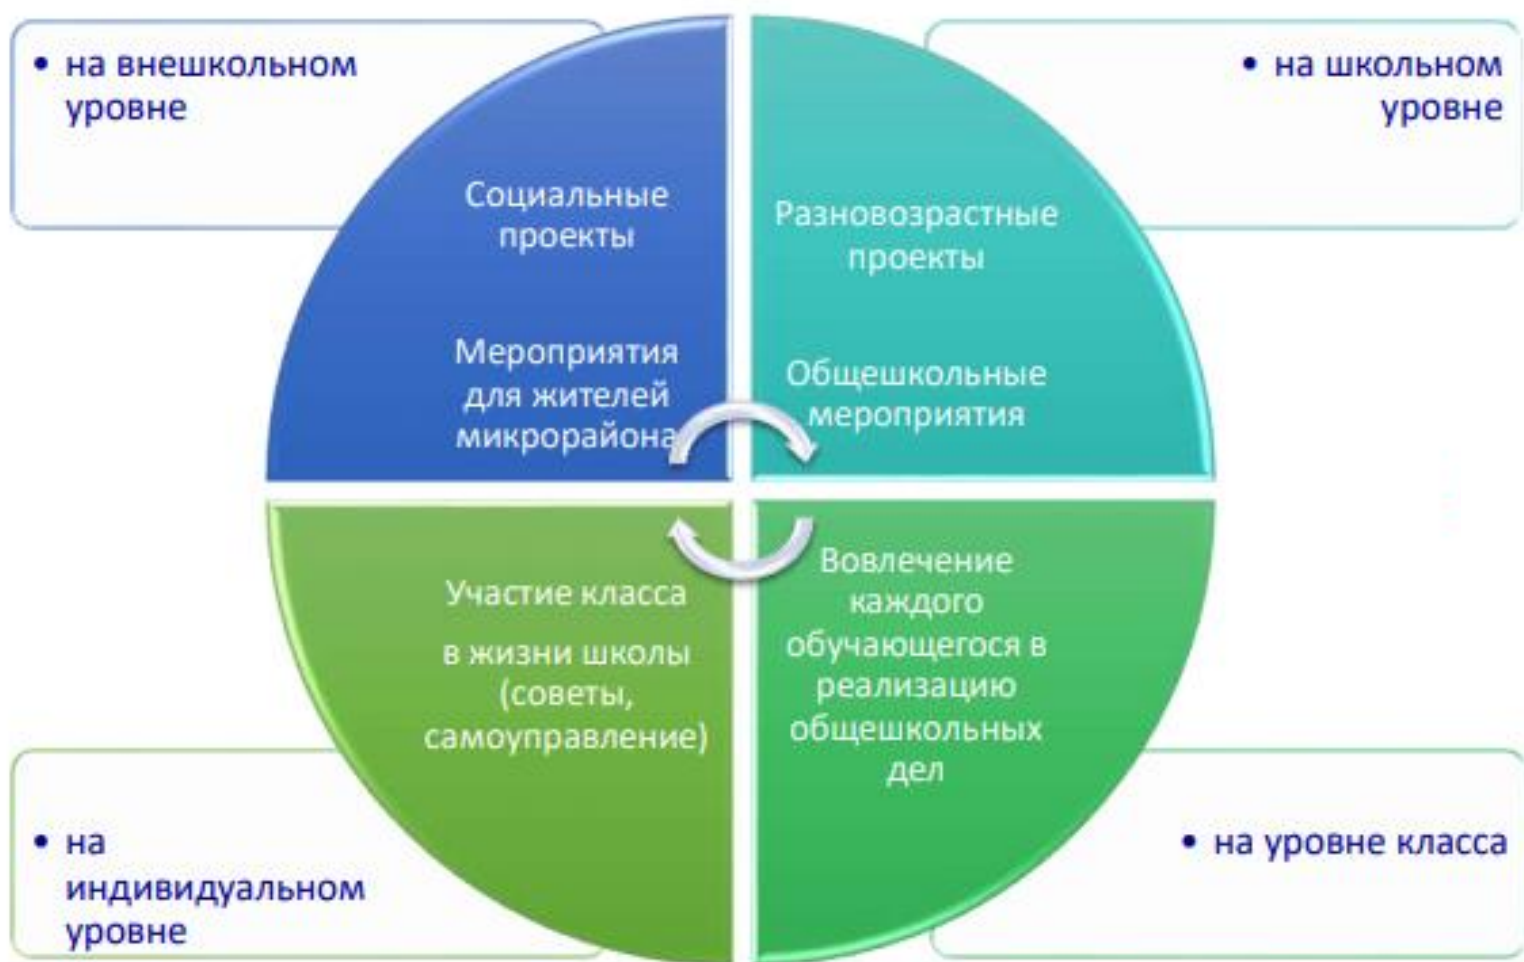 • на внешкольном
уровне
• на школьном
уровне
Социальные
проекты
Мероприятия
для жителей
микрорайона
Разновозрастные
проекты
Общешкольные
мероприятия
Участие класса
в жизни школы
(советы,
самоуправление)
Вовлечение
каждого
обучающегося в
реализацию
общешкольных
дел
• на
индивидуальном
уровне
• на уровне класса